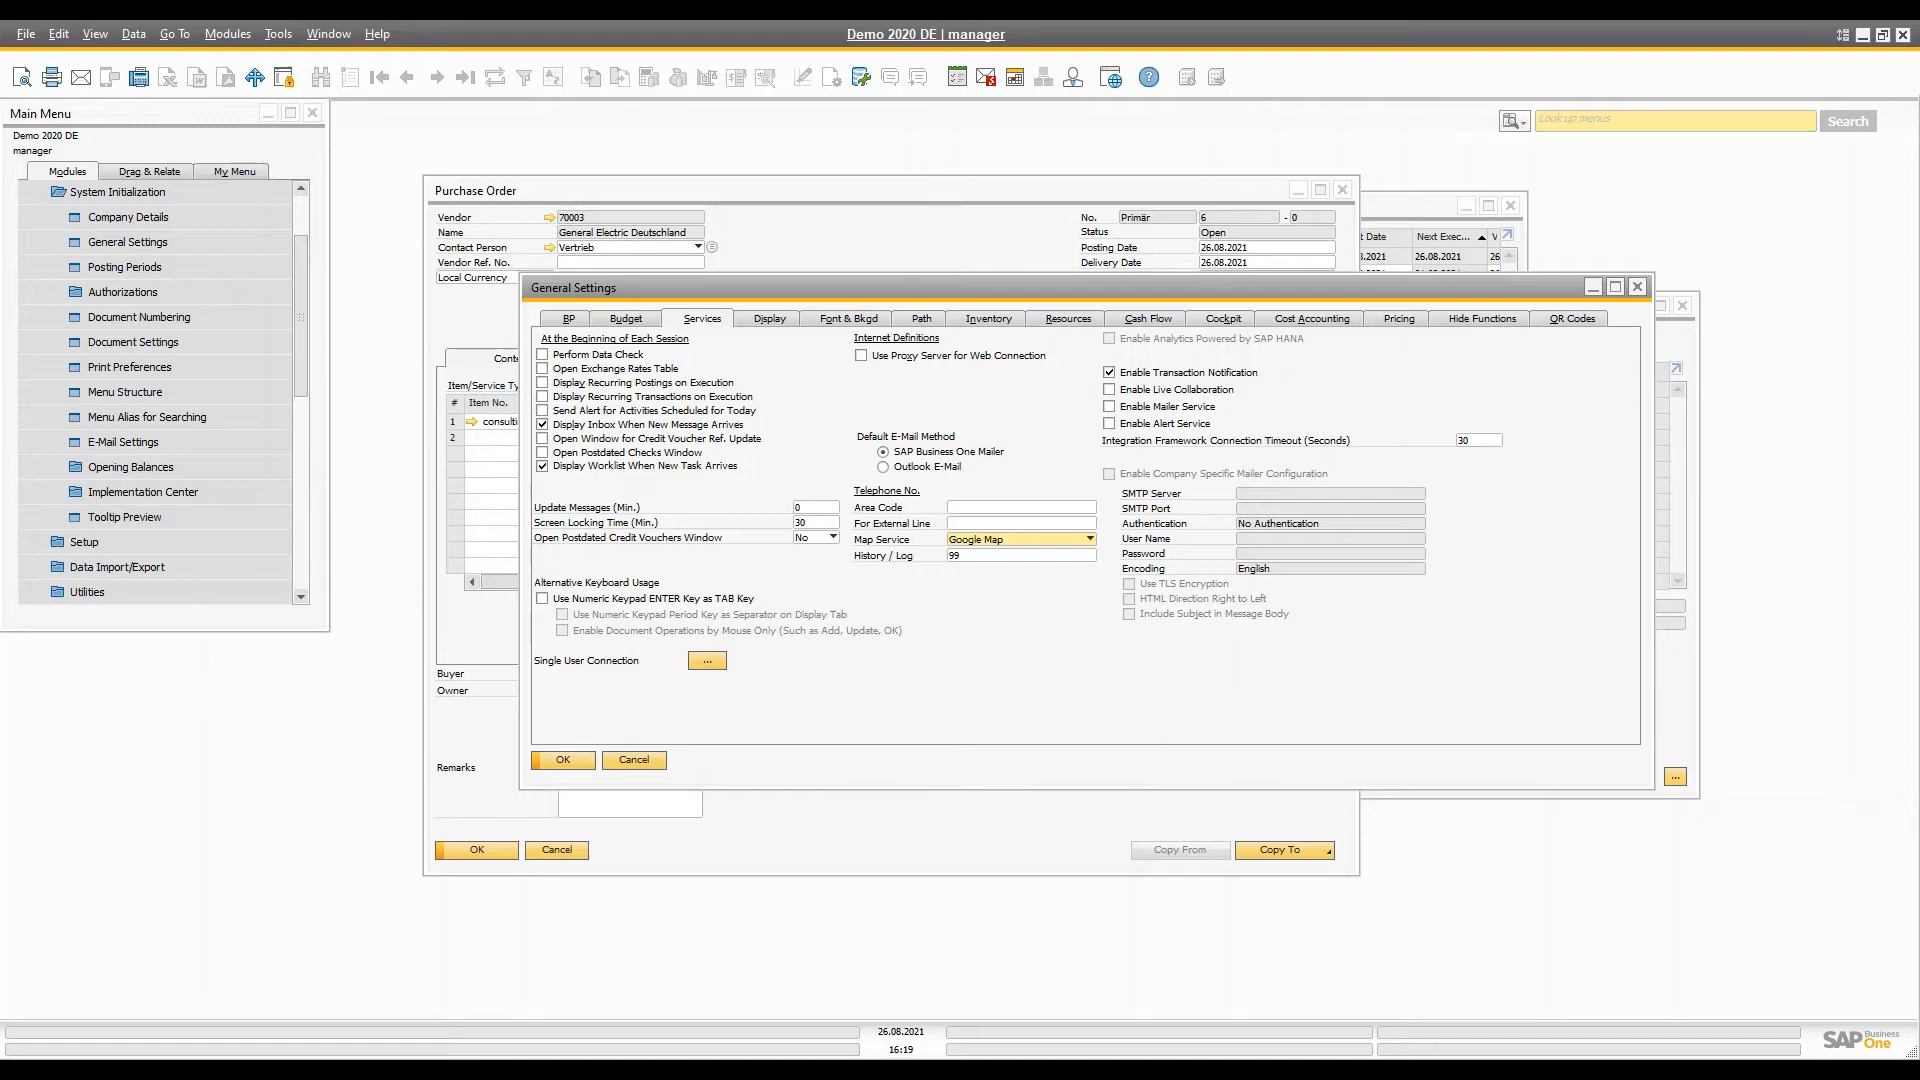 File Edit View Data Go To Modules Tools Window Help
Demo 2020 DE | manager
Main Menu
Demo 2020 DE
manager
Modules Drag & Relate My Menu
System Initialization
Company Details
General Settings
Posting Periods
Authorizations
Document Numbering
Document Settings
Print Preferences
Menu Structure
Menu Alias for Searching
E-Mail Settings
Opening Balances
Implementation Center
Tooltip Preview
Setup
Data Import/Export
Utilities
Look up menus
Search
Purchase Order
Vendor 70003
Name General Electric Deutschland
Contact Person Vertrieb
Vendor Ref. No.
Local Currency
No. Primär 6 - 0
Status Open
Posting Date 26.08.2021
Delivery Date 26.08.2021
t Date Next Exec... V
8.2021 26.08.2021 26
Conte
Item/Service Ty
# Item No.
1 consulti
2
Buyer
Owner
Remarks
OK Cancel Copy From Copy To
General Settings
BP Budget Services Display Font & Bkgd Path Inventory Resources Cash Flow Cockpit Cost Accounting Pricing Hide Functions QR Codes
At the Beginning of Each Session
Perform Data Check
Open Exchange Rates Table
Display Recurring Postings on Execution
Display Recurring Transactions on Execution
Send Alert for Activities Scheduled for Today
Display Inbox When New Message Arrives
Open Window for Credit Voucher Ref. Update
Open Postdated Checks Window
Display Worklist When New Task Arrives
Update Messages (Min.) 0
Screen Locking Time (Min.) 30
Open Postdated Credit Vouchers Window No
Alternative Keyboard Usage
Use Numeric Keypad ENTER Key as TAB Key
Use Numeric Keypad Period Key as Separator on Display Tab
Enable Document Operations by Mouse Only (Such as Add, Update, OK)
Single User Connection ...
Internet Definitions
Use Proxy Server for Web Connection
Default E-Mail Method
SAP Business One Mailer
Outlook E-Mail
Telephone No.
Area Code
For External Line
Map Service Google Map
History / Log 99
Enable Analytics Powered by SAP HANA
Enable Transaction Notification
Enable Live Collaboration
Enable Mailer Service
Enable Alert Service
Integration Framework Connection Timeout (Seconds) 30
Enable Company Specific Mailer Configuration
SMTP Server
SMTP Port
Authentication No Authentication
User Name
Password
Encoding English
Use TLS Encryption
HTML Direction Right to Left
Include Subject in Message Body
OK Cancel
...
26.08.2021
16:19
SAP Business One